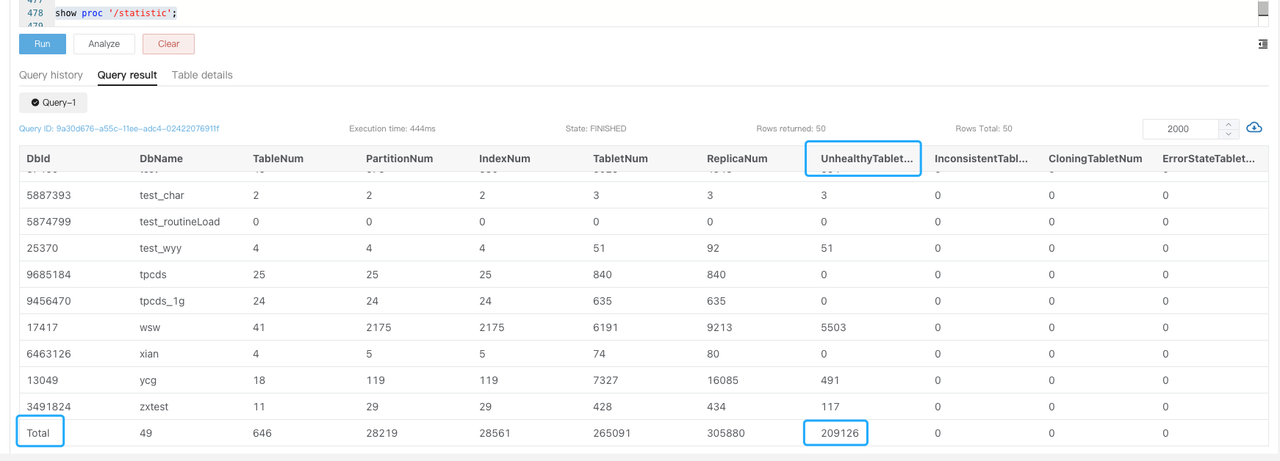 478 show proc '/statistic';
479
Run Analyze Clear
Query history Query result Table details
Query-1
Query ID: 9a30d676-a55c-11ee-adc4-02422076911f Execution time: 444ms State: FINISHED Rows returned: 50 Rows Total: 50 2000
DbId DbName TableNum PartitionNum IndexNum TabletNum ReplicaNum UnhealthyTablet... InconsistentTabl... CloningTabletNum ErrorStateTablet...
5887393 test_char 2 2 2 3 3 3 0 0 0
5874799 test_routineLoad 0 0 0 0 0 0 0 0 0
25370 test_wyy 4 4 4 51 92 51 0 0 0
9685184 tpcds 25 25 25 840 840 0 0 0 0
9456470 tpcds_1g 24 24 24 635 635 0 0 0 0
17417 wsw 41 2175 2175 6191 9213 5503 0 0 0
6463126 xian 4 5 5 74 80 0 0 0 0
13049 ycg 18 119 119 7327 16085 491 0 0 0
3491824 zxtest 11 29 29 428 434 117 0 0 0
Total 49 646 28219 28561 265091 305880 209126 0 0 0